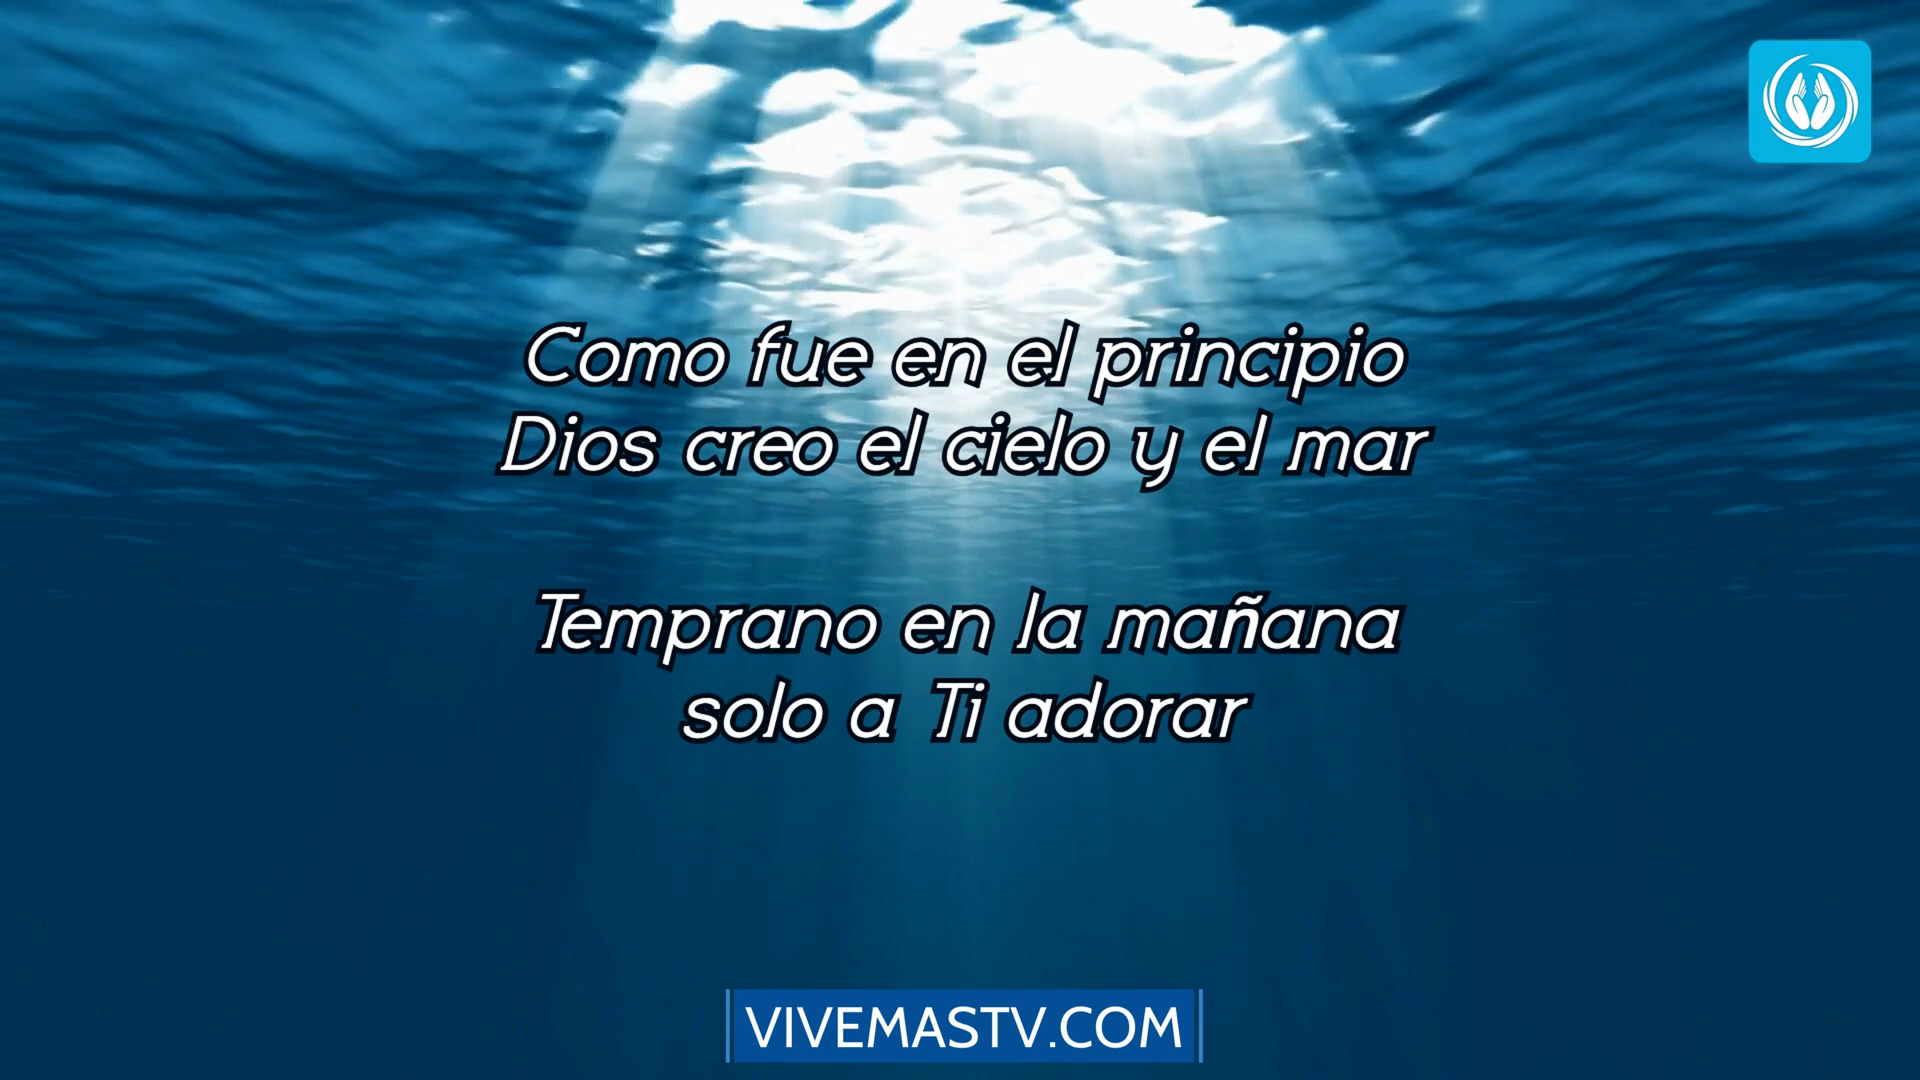 Como fue en el principio
Dios creo el cielo y el mar
Temprano en la mañana
solo a Ti adorar
VIVEMASTV.COM